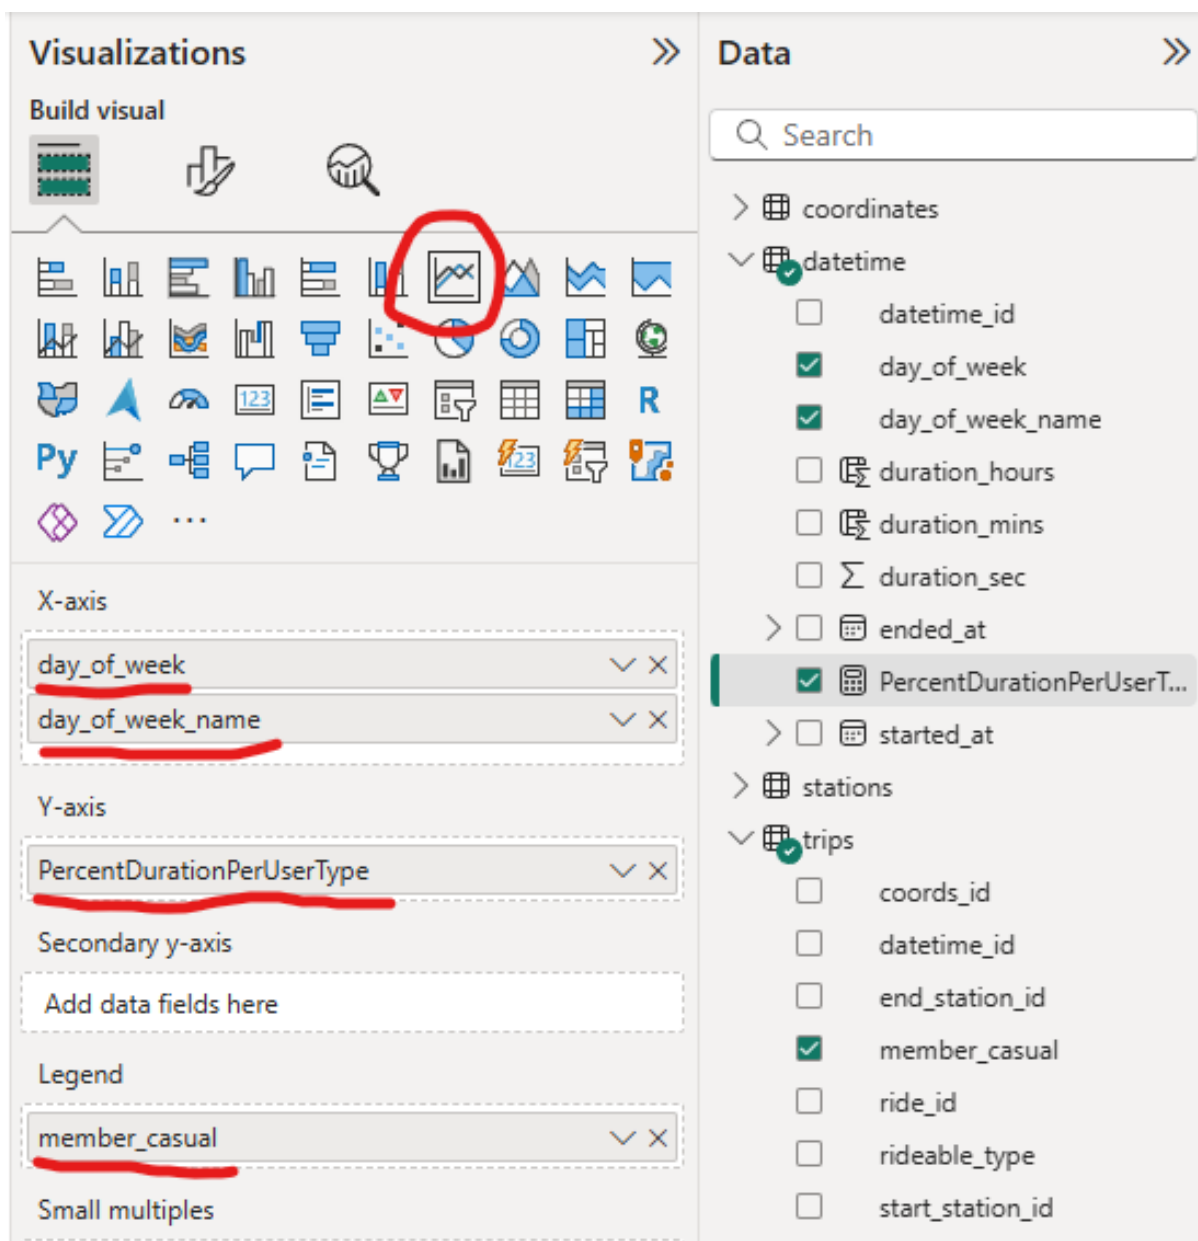 Visualizations
Build visual
123
R
Py
123
...
X-axis
day_of_week
day_of_week_name
Y-axis
PercentDurationPerUserType
Secondary y-axis
Add data fields here
Legend
member_casual
Small multiples
Data
Search
coordinates
datetime
datetime_id
day_of_week
day_of_week_name
duration_hours
duration_mins
duration_sec
ended_at
PercentDurationPerUserT...
started_at
stations
trips
coords_id
datetime_id
end_station_id
member_casual
ride_id
rideable_type
start_station_id